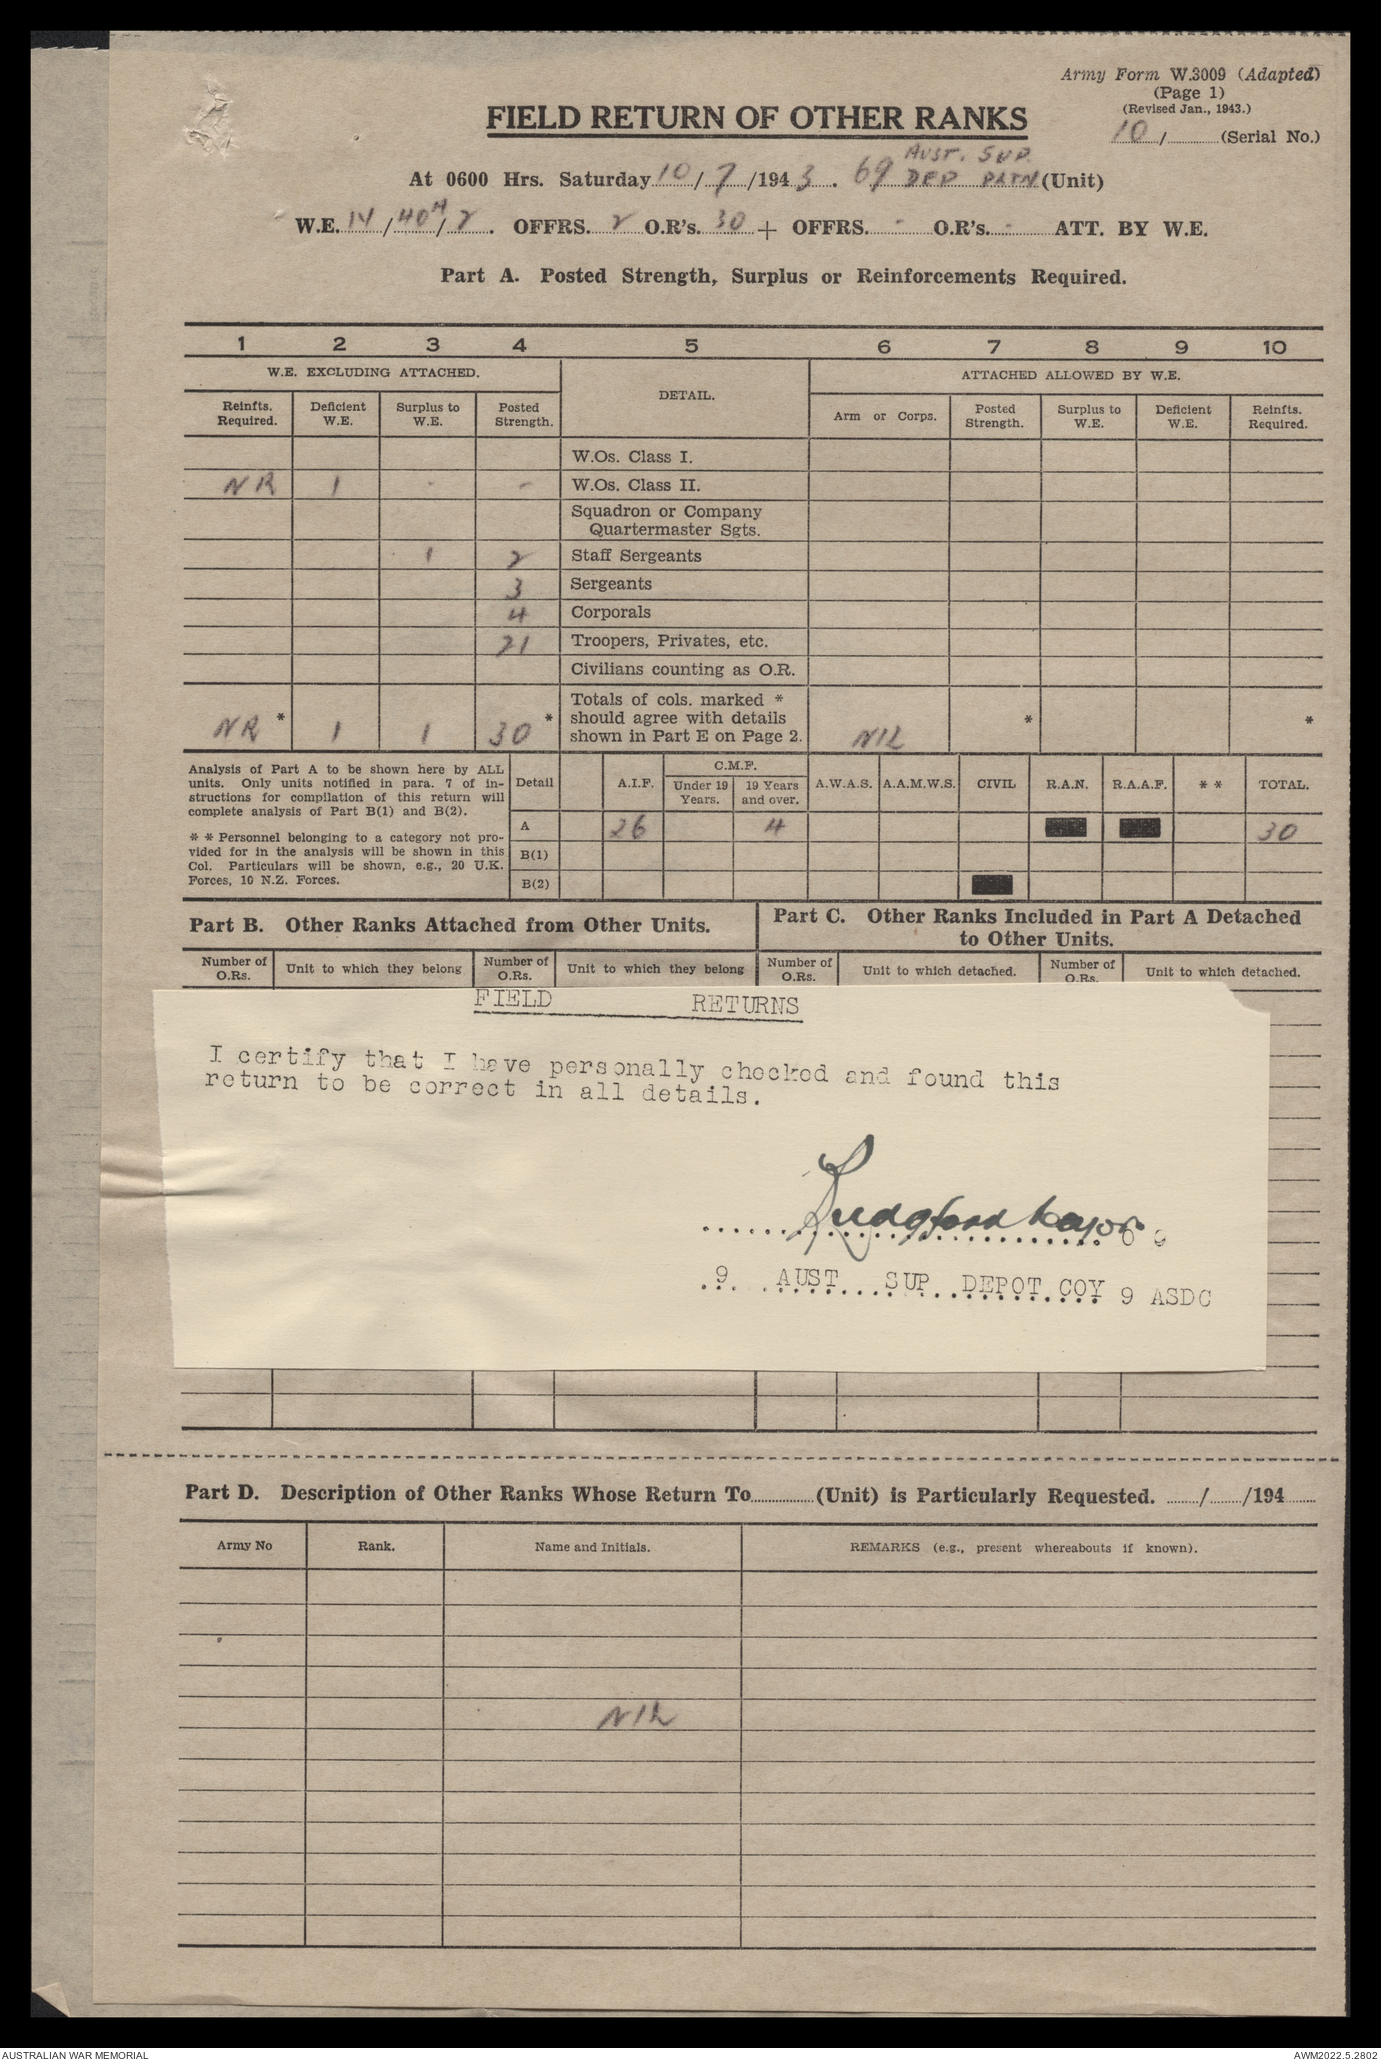 Army Form W.3009 (Adapted)
(Page 1)
(Revised Jan., 1943.)
FIELD RETURN OF OTHER RANKS
10/ (Serial No.)
At 0600 Hrs. Saturday 10/7/1943. 69 AUST. SUP. DEP PLTN (Unit)
W.E. 14/40A/2. OFFRS. 2 O.R's. 30 + OFFRS. - O.R's. - ATT. BY W.E.
Part A. Posted Strength, Surplus or Reinforcements Required.
1 2 3 4 5 6 7 8 9 10
W.E. EXCLUDING ATTACHED. DETAIL. ATTACHED ALLOWED BY W.E.
Reinfts. Required. Deficient W.E. Surplus to W.E. Posted Strength. Arm or Corps. Posted Strength. Surplus to W.E. Deficient W.E. Reinfts. Required.
W.Os. Class I.
NR 1 - - W.Os. Class II.
Squadron or Company
Quartermaster Sgts.
1 2 Staff Sergeants
3 Sergeants
4 Corporals
21 Troopers, Privates, etc.
Civilians counting as O.R.
Totals of cols. marked *
should agree with details
shown in Part E on Page 2.
NR * 1 1 30 * NIL * *
Analysis of Part A to be shown here by ALL
units. Only units notified in para. 7 of in-
structions for compilation of this return will
complete analysis of Part B(1) and B(2).
* * Personnel belonging to a category not pro-
vided for in the analysis will be shown in this
Col. Particulars will be shown, e.g., 20 U.K.
Forces, 10 N.Z. Forces.
Detail A.I.F. C.M.F. Under 19 Years. 19 Years and over. A.W.A.S. A.A.M.W.S. CIVIL R.A.N. R.A.A.F. * * TOTAL.
A 26 4 30
B(1)
B(2)
Part B. Other Ranks Attached from Other Units.
Part C. Other Ranks Included in Part A Detached
to Other Units.
Number of O.Rs. Unit to which they belong Number of O.Rs. Unit to which they belong Number of O.Rs. Unit to which detached. Number of O.Rs. Unit to which detached.
FIELD RETURNS
I certify that I have personally checked and found this
return to be correct in all details.
Major
9 AUST SUP DEPOT COY 9 ASDC
Part D. Description of Other Ranks Whose Return To (Unit) is Particularly Requested. / /194
Army No Rank. Name and Initials. REMARKS (e.g., present whereabouts if known).
NIL
AUSTRALIAN WAR MEMORIAL
AWM2022.5.2802